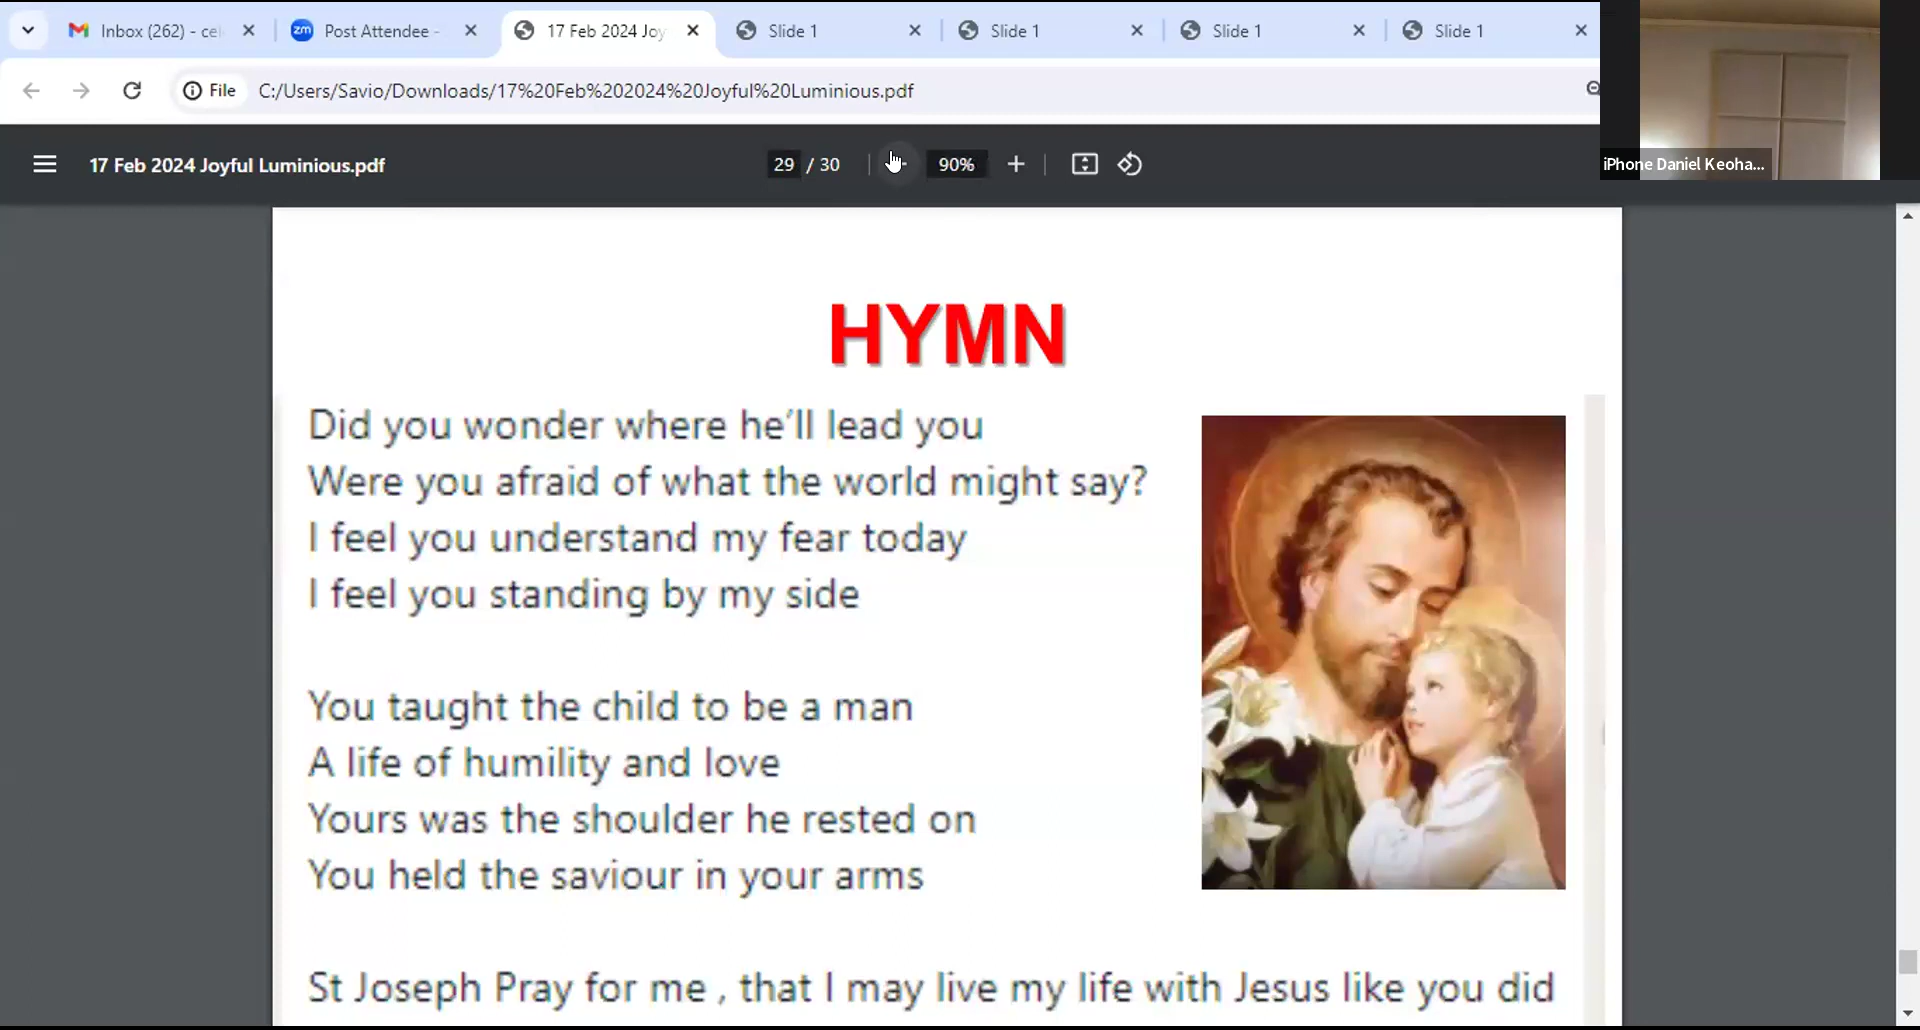 Inbox (262) - cel
Post Attendee -
17 Feb 2024 Joy
Slide 1
Slide 1
Slide 1
Slide 1
File
C:/Users/Savio/Downloads/17%20Feb%202024%20Joyful%20Luminious.pdf
17 Feb 2024 Joyful Luminious.pdf
29 / 30
90%
iPhone Daniel Keoha...
HYMN
Did you wonder where he'll lead you
Were you afraid of what the world might say?
I feel you understand my fear today
I feel you standing by my side
You taught the child to be a man
A life of humility and love
Yours was the shoulder he rested on
You held the saviour in your arms
St Joseph Pray for me , that I may live my life with Jesus like you did